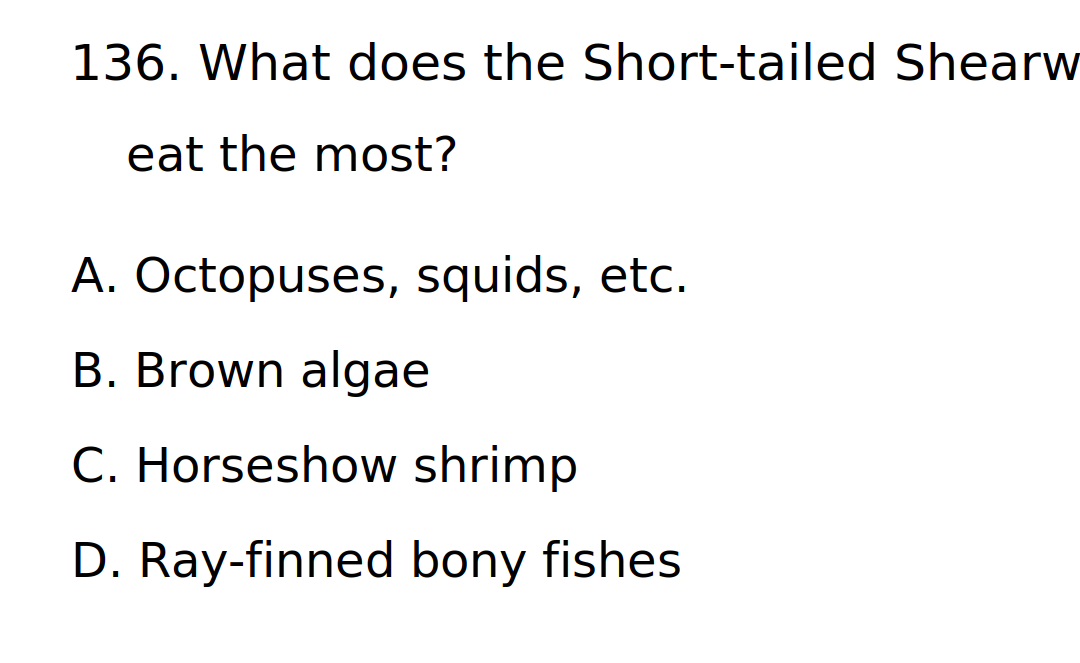 136. What does the Short-tailed Shearw
eat the most?
A. Octopuses, squids, etc.
B. Brown algae
C. Horseshow shrimp
D. Ray-finned bony fishes